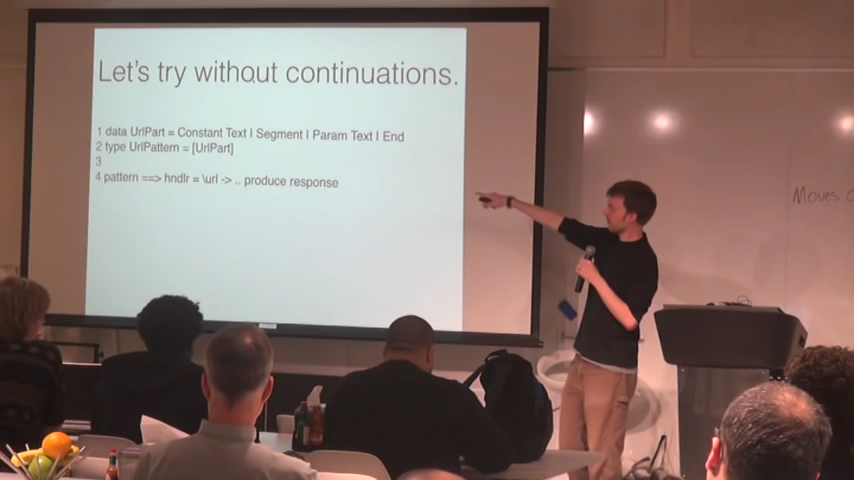 Let's try without continuations.
1 data UrlPart = Constant Text | Segment | Param Text | End
2 type UrlPattern = [UrlPart]
3
4 pattern ==> hndlr = \url -> .. produce response
Moves